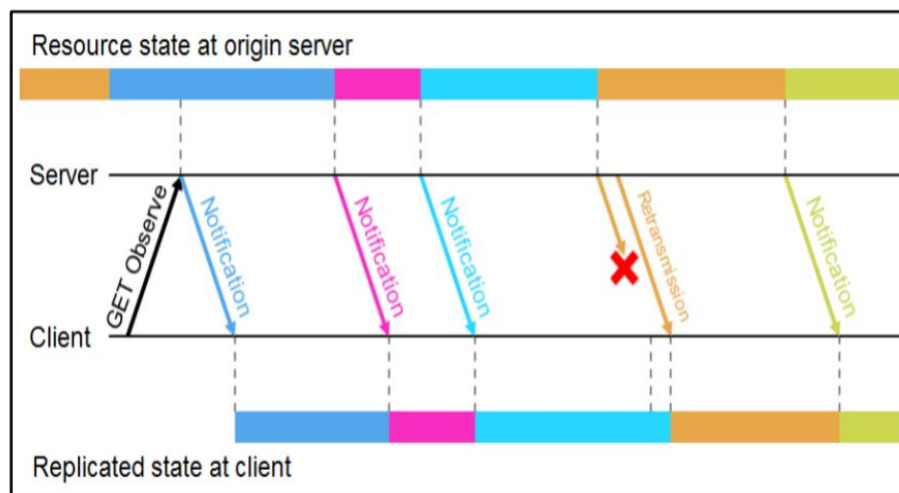 Resource state at origin server
Server
GET Observe
Notification
Notification
Notification
Retransmission
Notification
Client
Replicated state at client